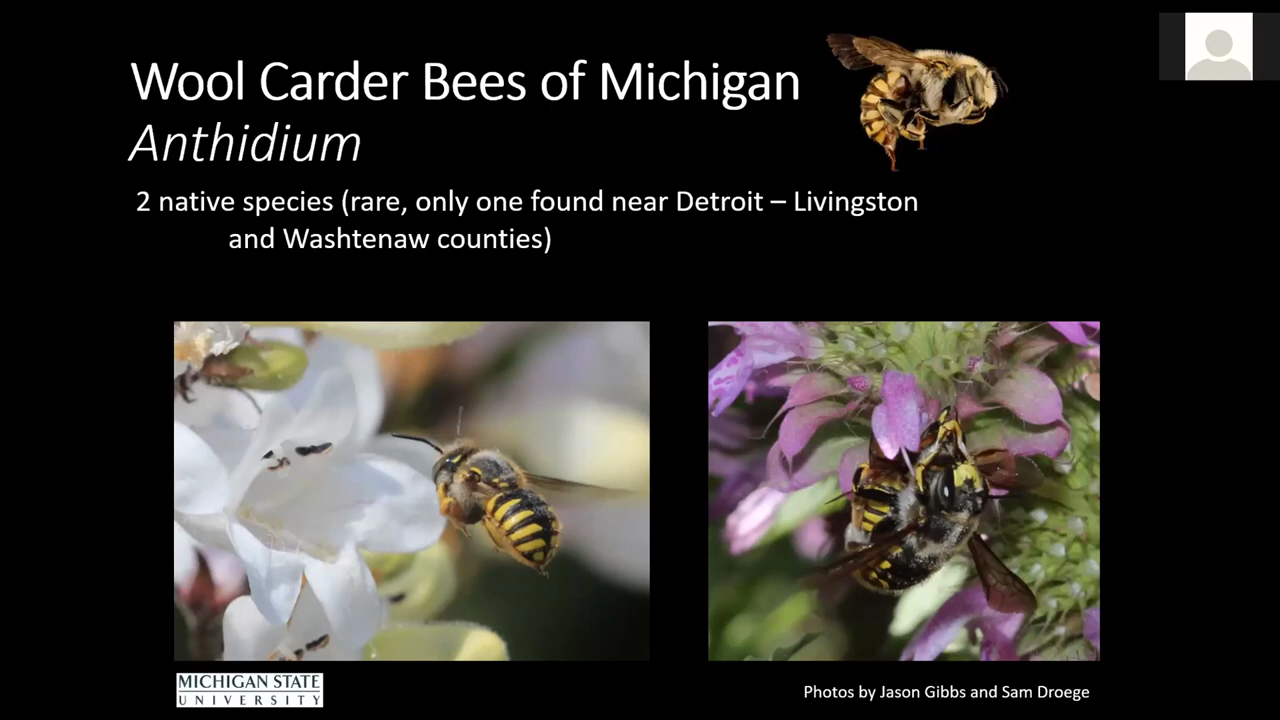 Wool Carder Bees of Michigan
Anthidium
2 native species (rare, only one found near Detroit – Livingston
and Washtenaw counties)
MICHIGAN STATE
UNIVERSITY
Photos by Jason Gibbs and Sam Droege